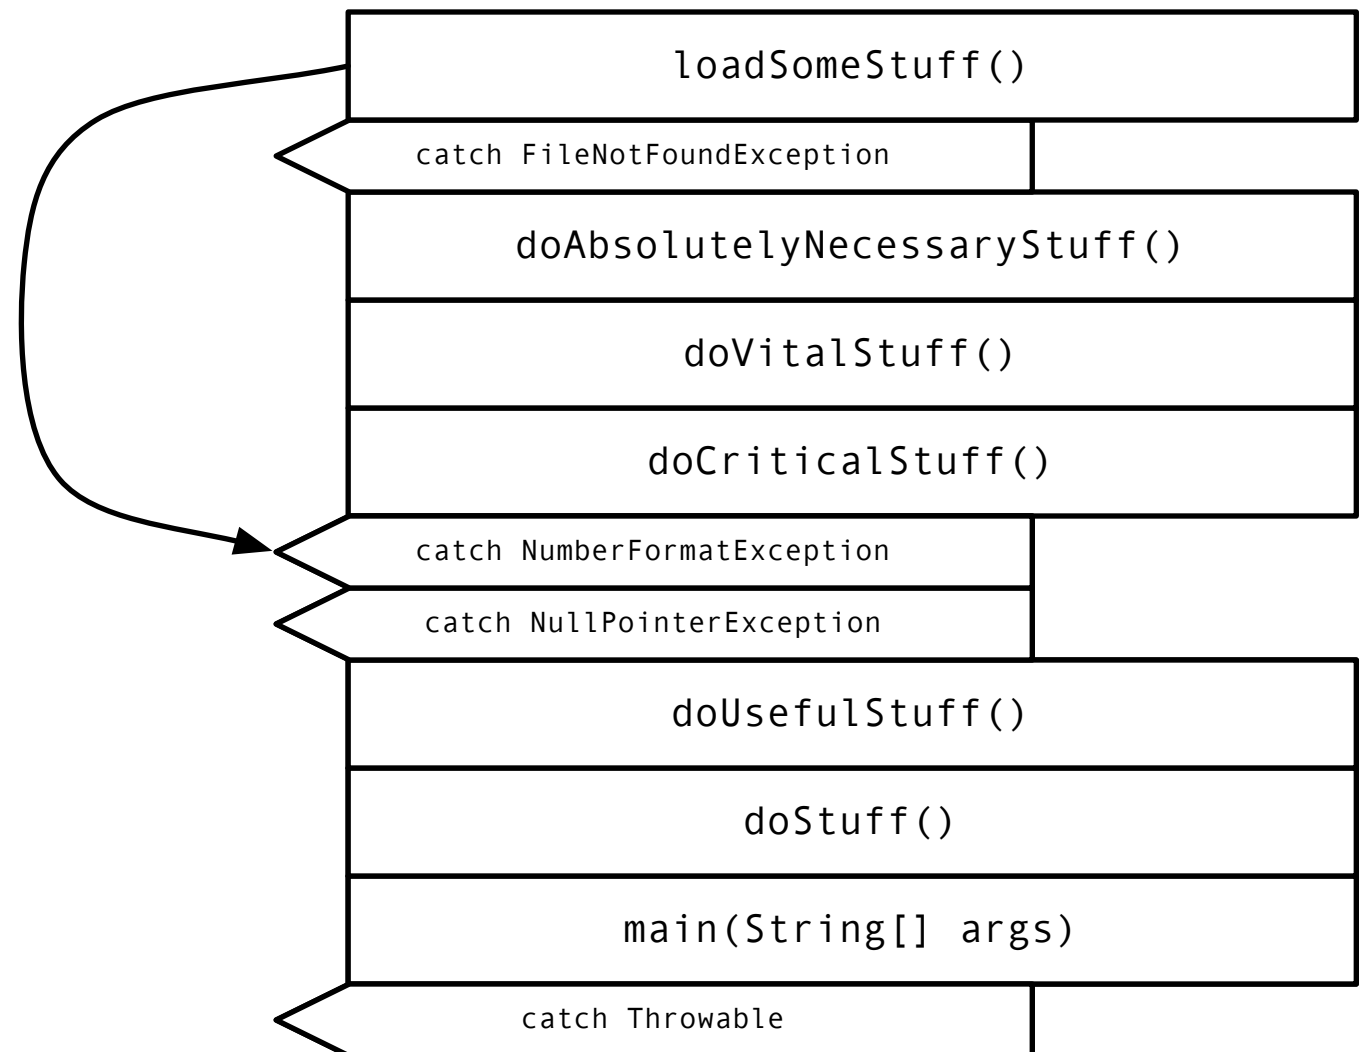 loadSomeStuff()
catch FileNotFoundException
doAbsolutelyNecessaryStuff()
doVitalStuff()
doCriticalStuff()
catch NumberFormatException
catch NullPointerException
doUsefulStuff()
doStuff()
main(String[] args)
catch Throwable